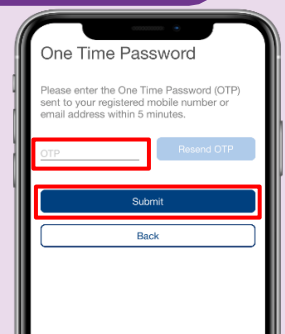 One Time Password
Please enter the One Time Password (OTP)
sent to your registered mobile number or
email address within 5 minutes.
OTP
Resend OTP
Submit
Back